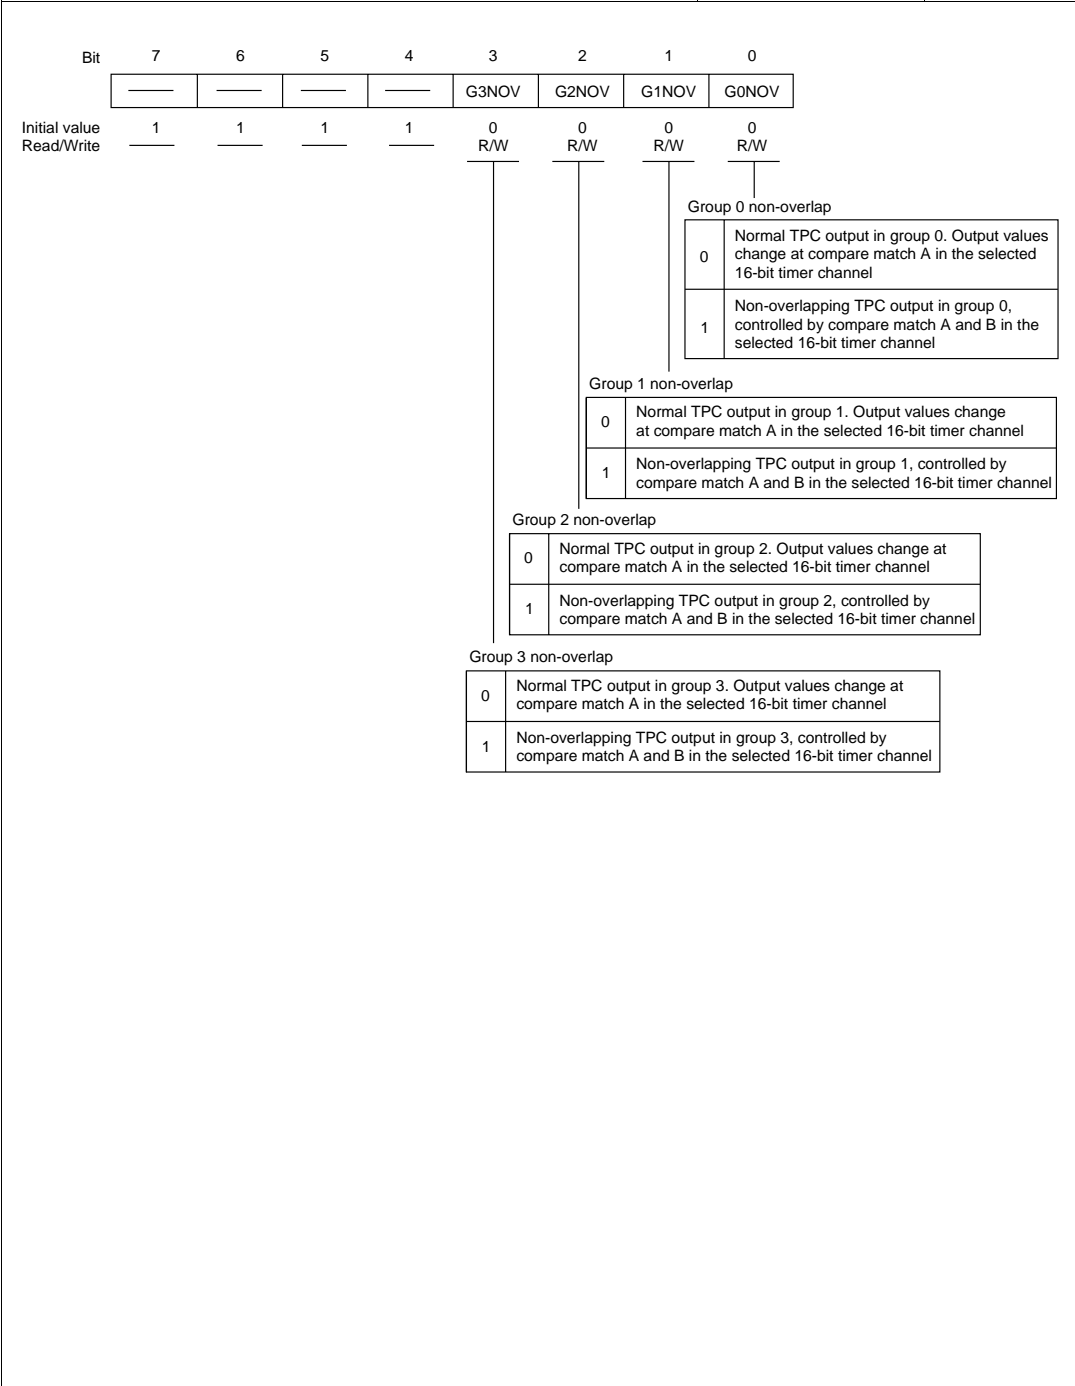 Bit 7 6 5 4 3 2 1 0
G3NOV G2NOV G1NOV G0NOV
Initial value 1 1 1 1 0 0 0 0
Read/Write R/W R/W R/W R/W
Group 0 non-overlap
0 Normal TPC output in group 0. Output values
change at compare match A in the selected
16-bit timer channel
1 Non-overlapping TPC output in group 0,
controlled by compare match A and B in the
selected 16-bit timer channel
Group 1 non-overlap
0 Normal TPC output in group 1. Output values change
at compare match A in the selected 16-bit timer channel
1 Non-overlapping TPC output in group 1, controlled by
compare match A and B in the selected 16-bit timer channel
Group 2 non-overlap
0 Normal TPC output in group 2. Output values change at
compare match A in the selected 16-bit timer channel
1 Non-overlapping TPC output in group 2, controlled by
compare match A and B in the selected 16-bit timer channel
Group 3 non-overlap
0 Normal TPC output in group 3. Output values change at
compare match A in the selected 16-bit timer channel
1 Non-overlapping TPC output in group 3, controlled by
compare match A and B in the selected 16-bit timer channel